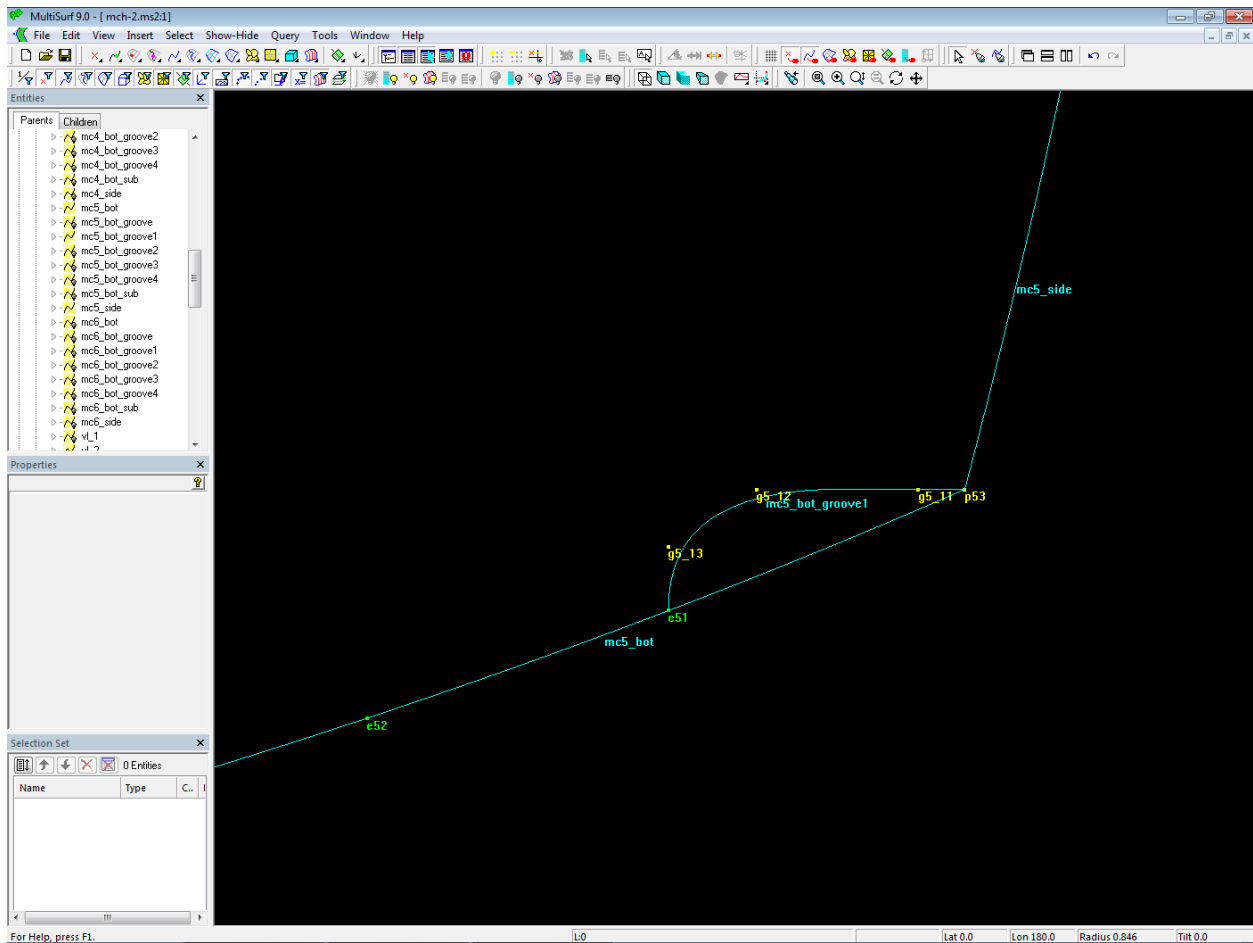 MultiSurf 9.0 - [ mch-2.ms2:1]
File Edit View Insert Select Show-Hide Query Tools Window Help
Entities
Parents Children
mc4_bot_groove2
mc4_bot_groove3
mc4_bot_groove4
mc4_bot_sub
mc4_side
mc5_bot
mc5_bot_groove
mc5_bot_groove1
mc5_bot_groove2
mc5_bot_groove3
mc5_bot_groove4
mc5_bot_sub
mc5_side
mc6_bot
mc6_bot_groove
mc6_bot_groove1
mc6_bot_groove2
mc6_bot_groove3
mc6_bot_groove4
mc6_bot_sub
mc6_side
vl_1
mc5_side
g5_12
mc5_bot_groove1
g5_11
p53
g5_13
e51
mc5_bot
e52
Properties
Selection Set
0 Entities
Name Type C..
For Help, press F1.
L:0
Lat 0.0
Lon 180.0
Radius 0.846
Tilt 0.0